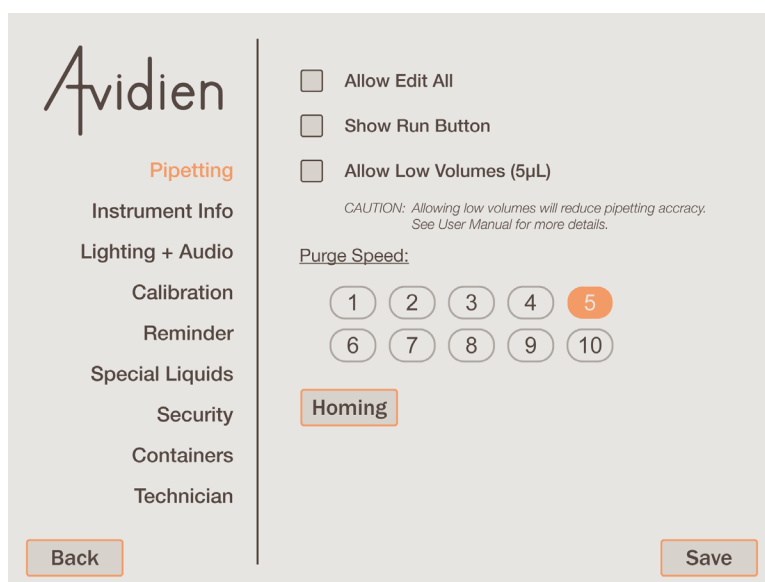 Avidien
Pipetting
Instrument Info
Lighting + Audio
Calibration
Reminder
Special Liquids
Security
Containers
Technician
Back
Allow Edit All
Show Run Button
Allow Low Volumes (5µL)
CAUTION: Allowing low volumes will reduce pipetting accracy.
See User Manual for more details.
Purge Speed:
1 2 3 4 5
6 7 8 9 10
Homing
Save